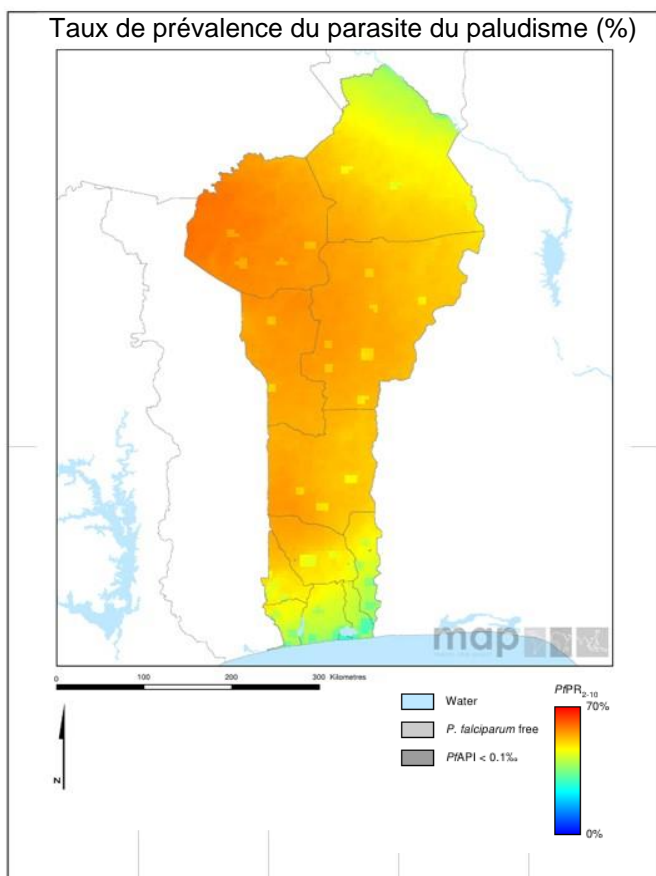 Taux de prévalence du parasite du paludisme (%)
map
0 100 200 300 Kilometres
N
Water
P. falciparum free
PfAPI < 0.1‰
PfPR2-10
70%
0%